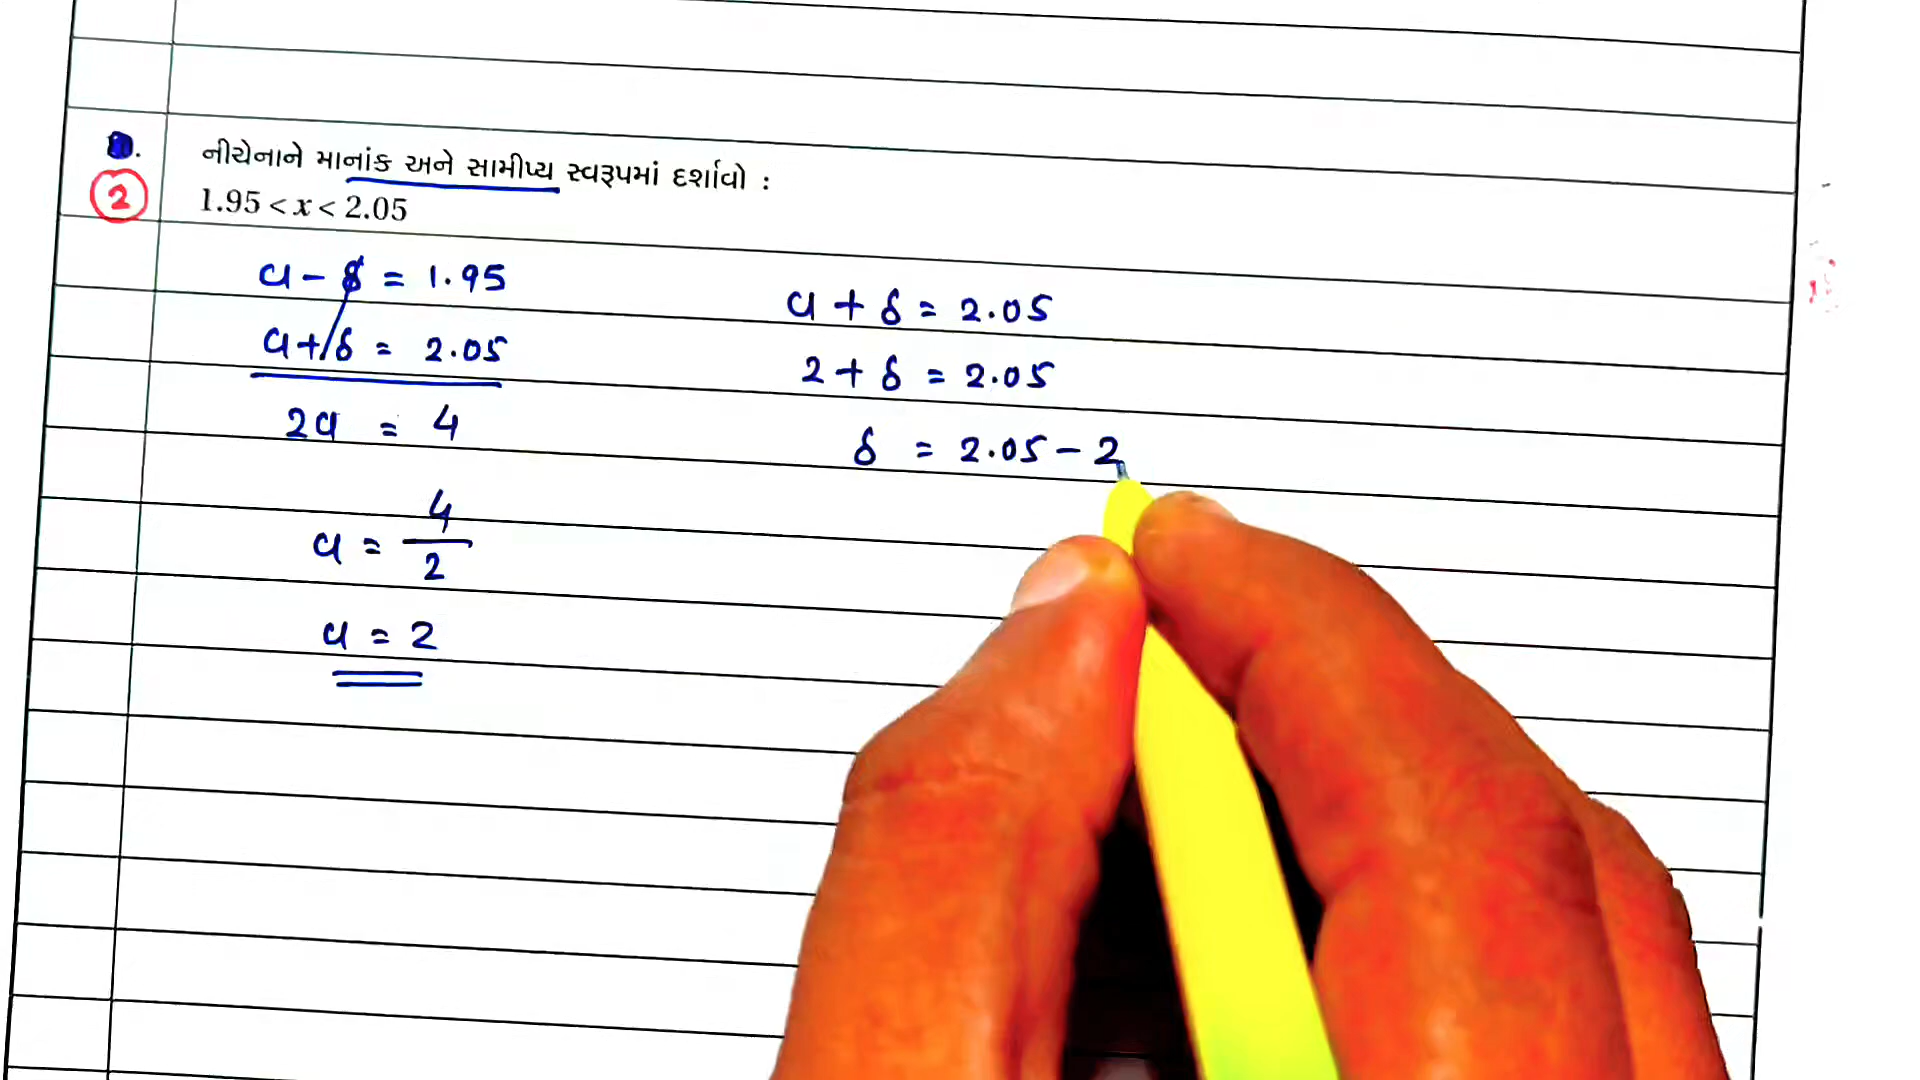 નીચેનાને માનાંક અને સામીપ્ય સ્વરૂપમાં દર્શાવો :
2
1.95 < x < 2.05
a - δ = 1.95
a + δ = 2.05
2a = 4
a = 4/2
a = 2
a + δ = 2.05
2 + δ = 2.05
δ = 2.05 - 2